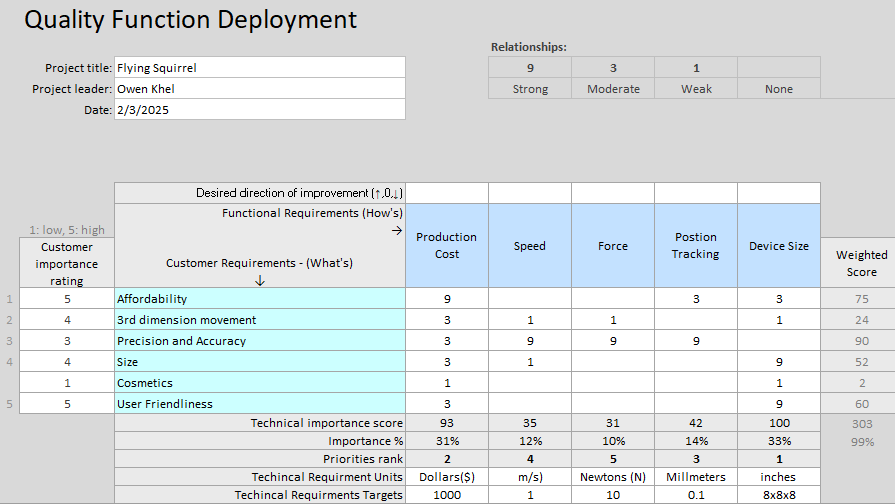 Quality Function Deployment
Relationships:
Project title: Flying Squirrel 9 3 1
Project leader: Owen Khel Strong Moderate Weak None
Date: 2/3/2025
Desired direction of improvement (↑,0,↓)
1: low, 5: high Functional Requirements (How's) →
Customer importance rating Customer Requirements - (What's) ↓ Production Cost Speed Force Postion Tracking Device Size Weighted Score
1 5 Affordability 9 3 3 75
2 4 3rd dimension movement 3 1 1 1 24
3 3 Precision and Accuracy 3 9 9 9 90
4 4 Size 3 1 9 52
1 Cosmetics 1 1 2
5 5 User Friendliness 3 9 60
Technical importance score 93 35 31 42 100 303
Importance % 31% 12% 10% 14% 33% 99%
Priorities rank 2 4 5 3 1
Techincal Requirment Units Dollars($) m/s) Newtons (N) Millmeters inches
Techincal Requirments Targets 1000 1 10 0.1 8x8x8